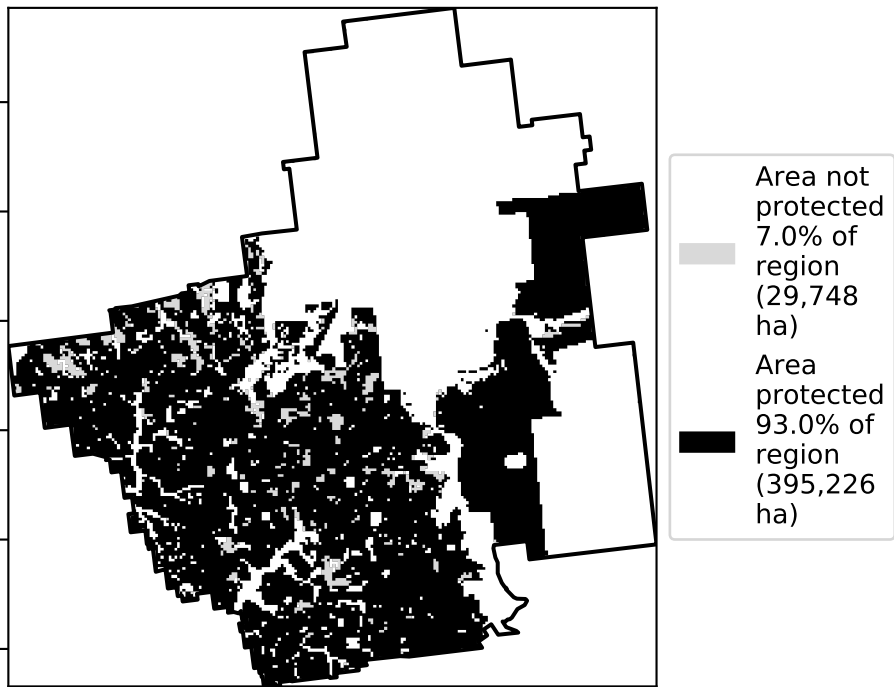 Area not
protected
7.0% of
region
(29,748
ha)
Area
protected
93.0% of
region
(395,226
ha)